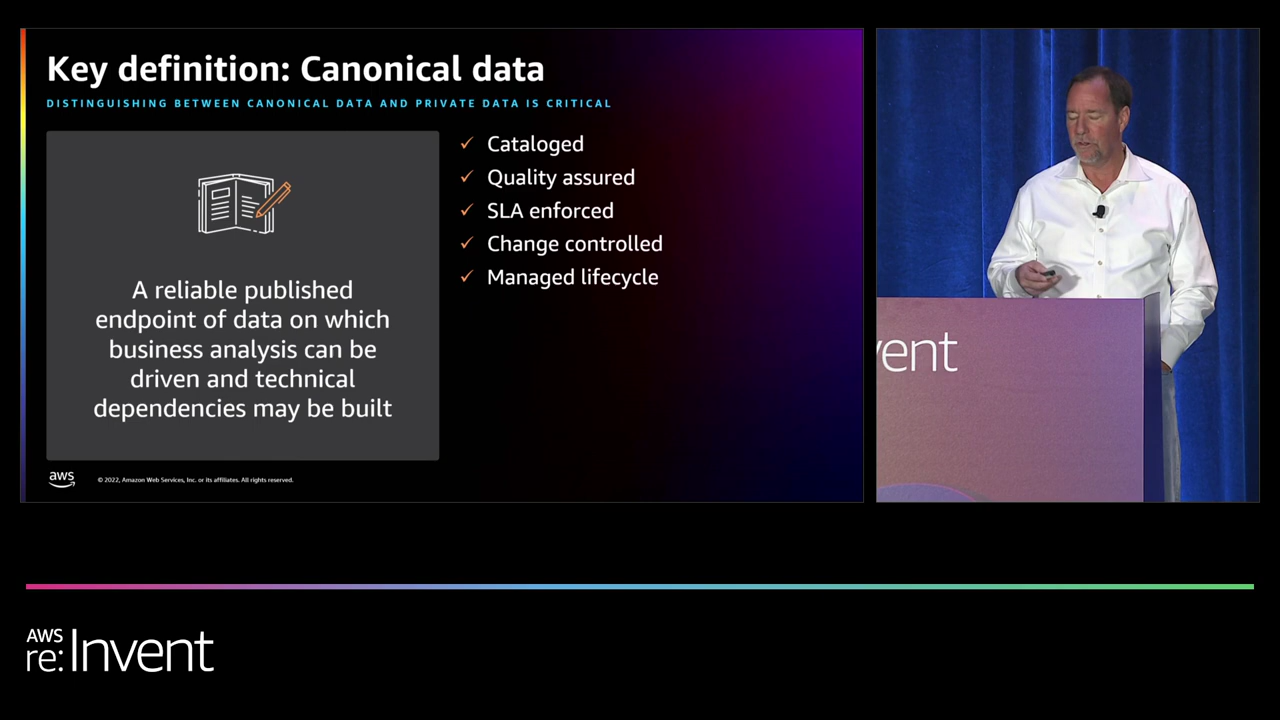 Key definition: Canonical data
DISTINGUISHING BETWEEN CANONICAL DATA AND PRIVATE DATA IS CRITICAL
A reliable published
endpoint of data on which
business analysis can be
driven and technical
dependencies may be built
✓ Cataloged
✓ Quality assured
✓ SLA enforced
✓ Change controlled
✓ Managed lifecycle
aws
© 2022, Amazon Web Services, Inc. or its affiliates. All rights reserved.
vent
AWS
re:Invent